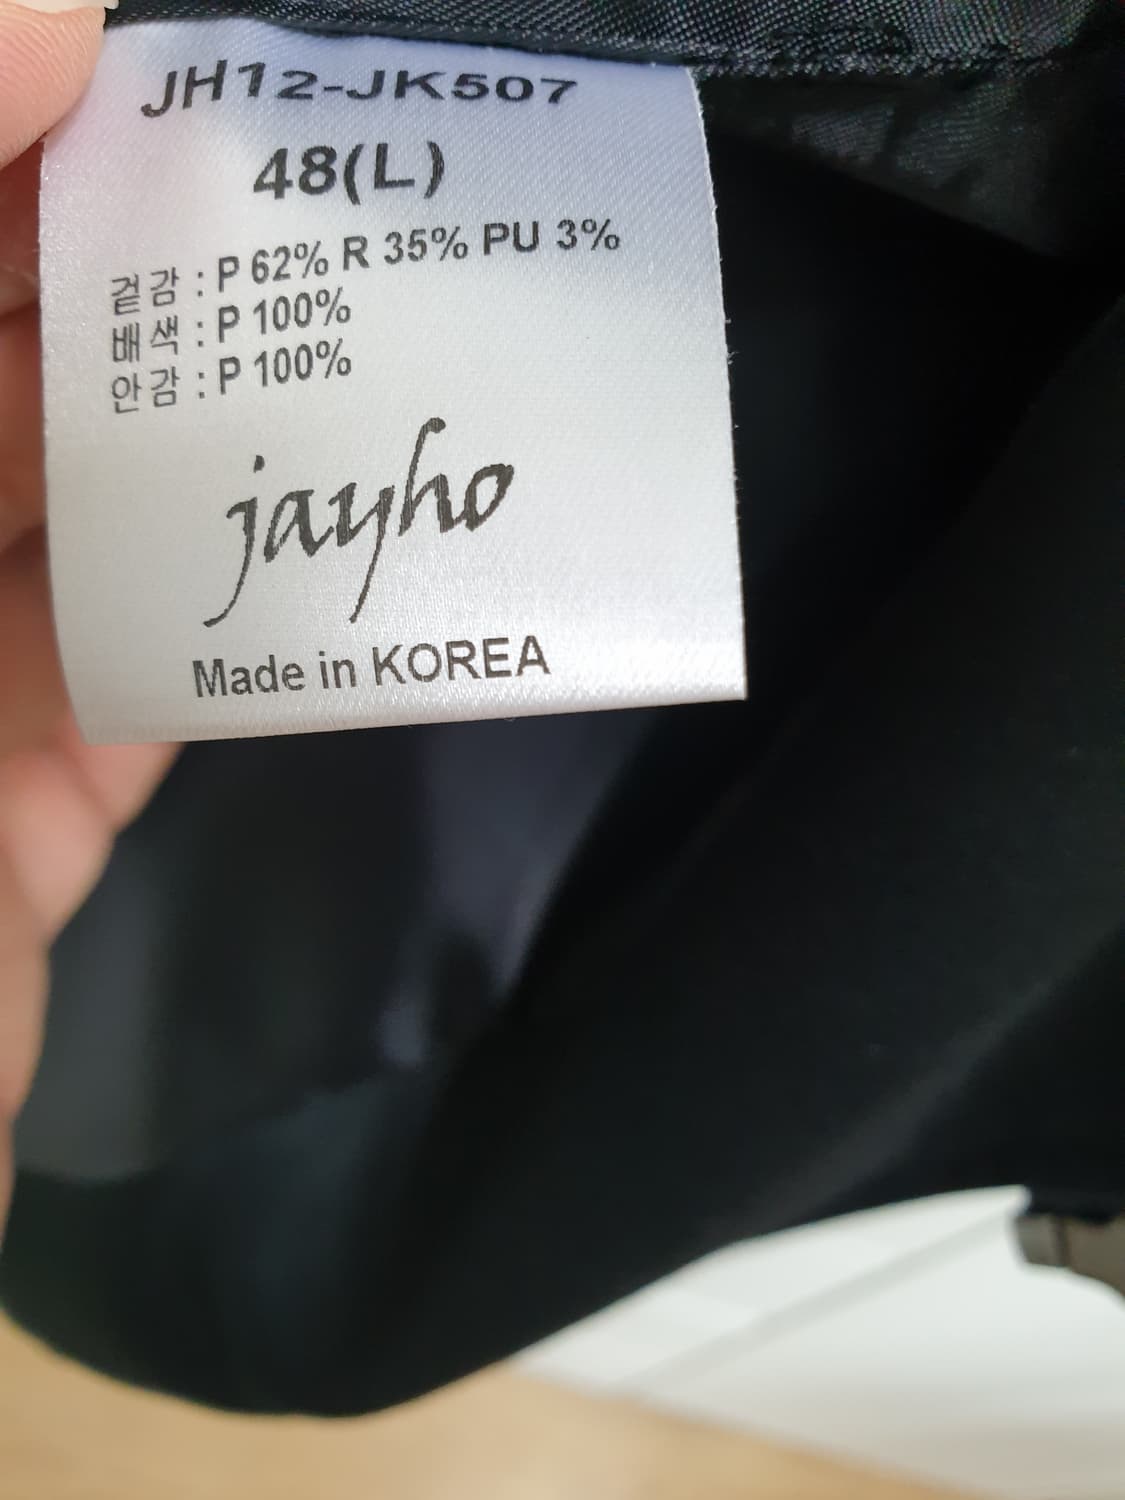 JH12-JK507
48(L)
겉감 : P 62% R 35% PU 3%
배색 : P 100%
안감 : P 100%
jayho
Made in KOREA